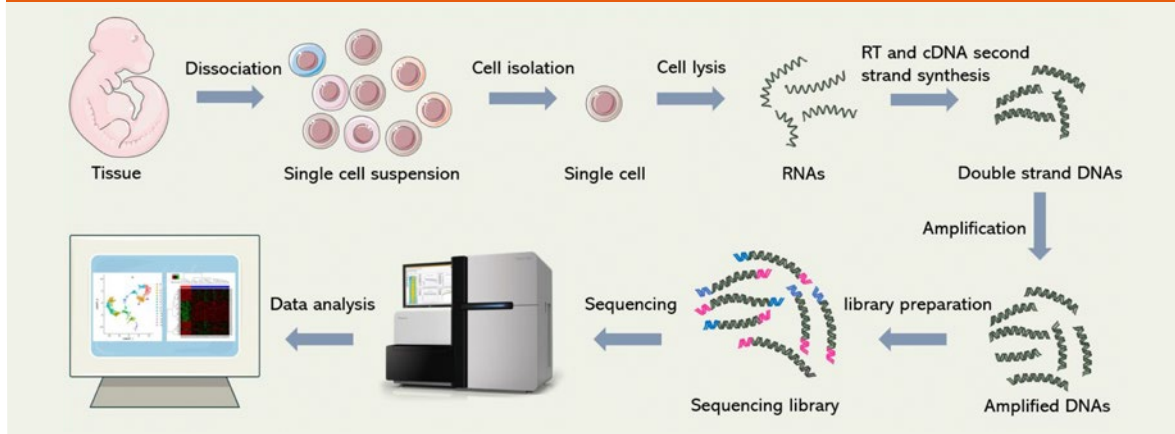 Dissociation
Cell isolation
Cell lysis
RT and cDNA second
strand synthesis
Tissue
Single cell suspension
Single cell
RNAs
Double strand DNAs
Amplification
Data analysis
Sequencing
library preparation
Sequencing library
Amplified DNAs